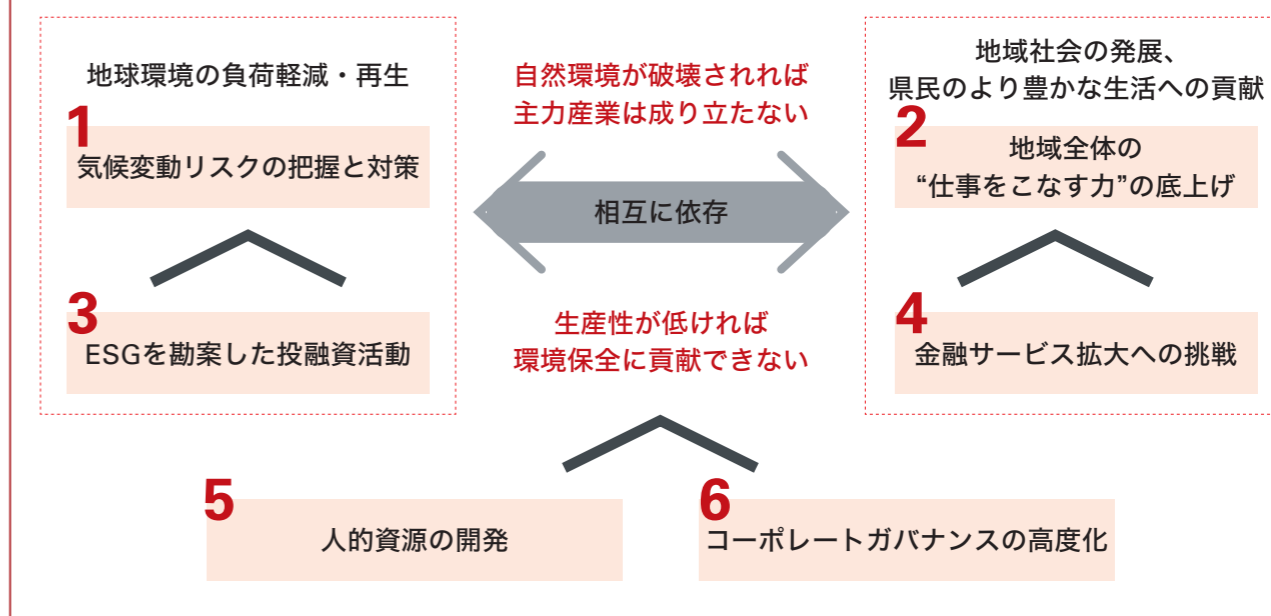 地球環境の負荷軽減・再生
1
気候変動リスクの把握と対策
3
ESGを勘案した投融資活動
自然環境が破壊されれば
主力産業は成り立たない
相互に依存
生産性が低ければ
環境保全に貢献できない
地域社会の発展、
県民のより豊かな生活への貢献
2
地域全体の
“仕事をこなす力”の底上げ
4
金融サービス拡大への挑戦
5
人的資源の開発
6
コーポレートガバナンスの高度化